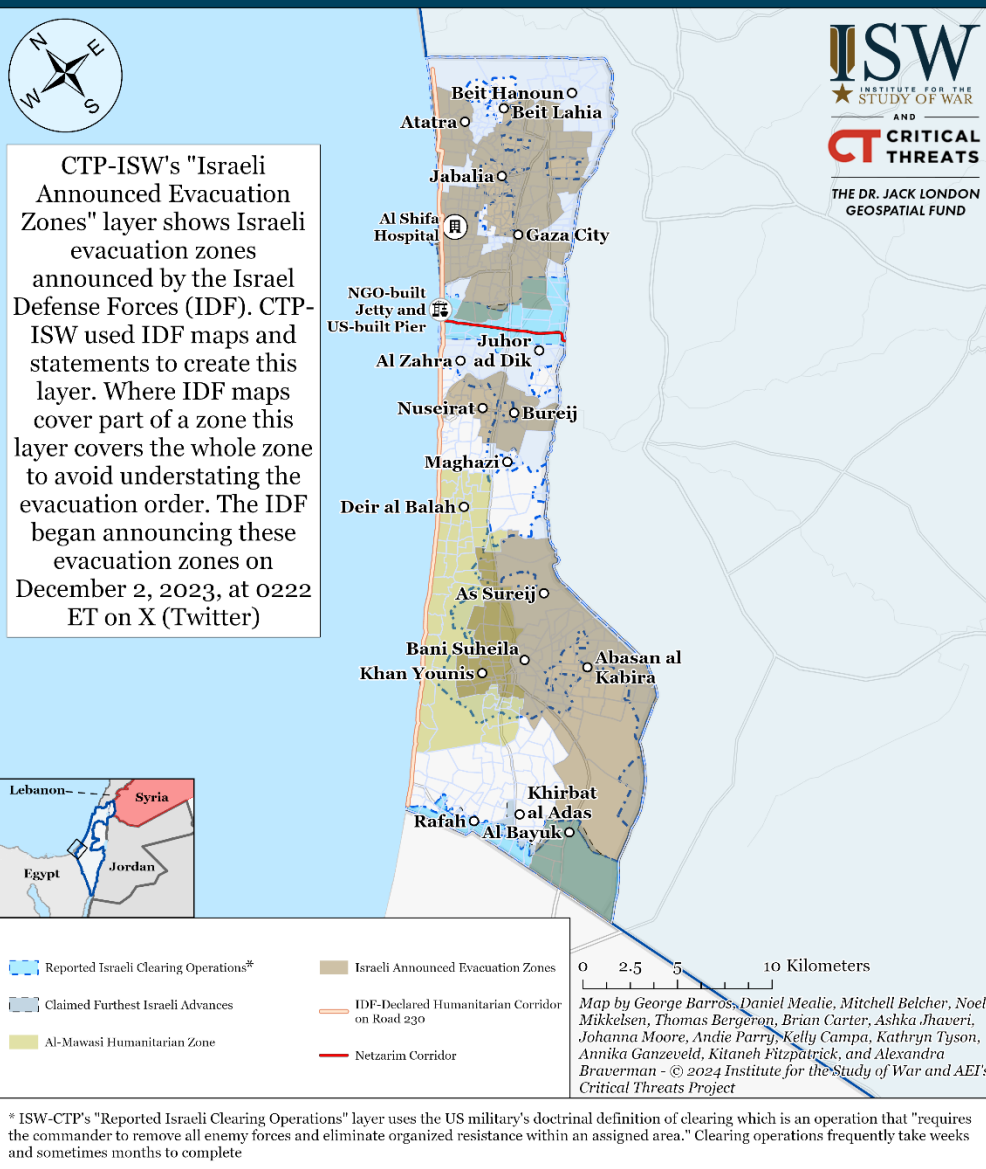 N
E
W
S
ISW
INSTITUTE FOR THE
STUDY OF WAR
AND
CT CRITICAL
THREATS
THE DR. JACK LONDON
GEOSPATIAL FUND
CTP-ISW's "Israeli
Announced Evacuation
Zones" layer shows Israeli
evacuation zones
announced by the Israel
Defense Forces (IDF). CTP-
ISW used IDF maps and
statements to create this
layer. Where IDF maps
cover part of a zone this
layer covers the whole zone
to avoid understating the
evacuation order. The IDF
began announcing these
evacuation zones on
December 2, 2023, at 0222
ET on X (Twitter)
Beit Hanoun
Beit Lahia
Atatra
Jabalia
Al Shifa
Hospital
Gaza City
NGO-built
Jetty and
US-built Pier
Juhor
ad Dik
Al Zahra
Nuseirat
Bureij
Maghazi
Deir al Balah
As Sureij
Bani Suheila
Abasan al
Kabira
Khan Younis
Khirbat
al Adas
Rafah
Al Bayuk
Lebanon
Syria
Egypt
Jordan
Reported Israeli Clearing Operations*
Claimed Furthest Israeli Advances
Al-Mawasi Humanitarian Zone
Israeli Announced Evacuation Zones
IDF-Declared Humanitarian Corridor
on Road 230
Netzarim Corridor
0 2.5 5 10 Kilometers
Map by George Barros, Daniel Mealie, Mitchell Belcher, Noel
Mikkelsen, Thomas Bergeron, Brian Carter, Ashka Jhaveri,
Johanna Moore, Andie Parry, Kelly Campa, Kathryn Tyson,
Annika Ganzeveld, Kitaneh Fitzpatrick, and Alexandra
Braverman - © 2024 Institute for the Study of War and AEI's
Critical Threats Project
* ISW-CTP's "Reported Israeli Clearing Operations" layer uses the US military's doctrinal definition of clearing which is an operation that "requires
the commander to remove all enemy forces and eliminate organized resistance within an assigned area." Clearing operations frequently take weeks
and sometimes months to complete